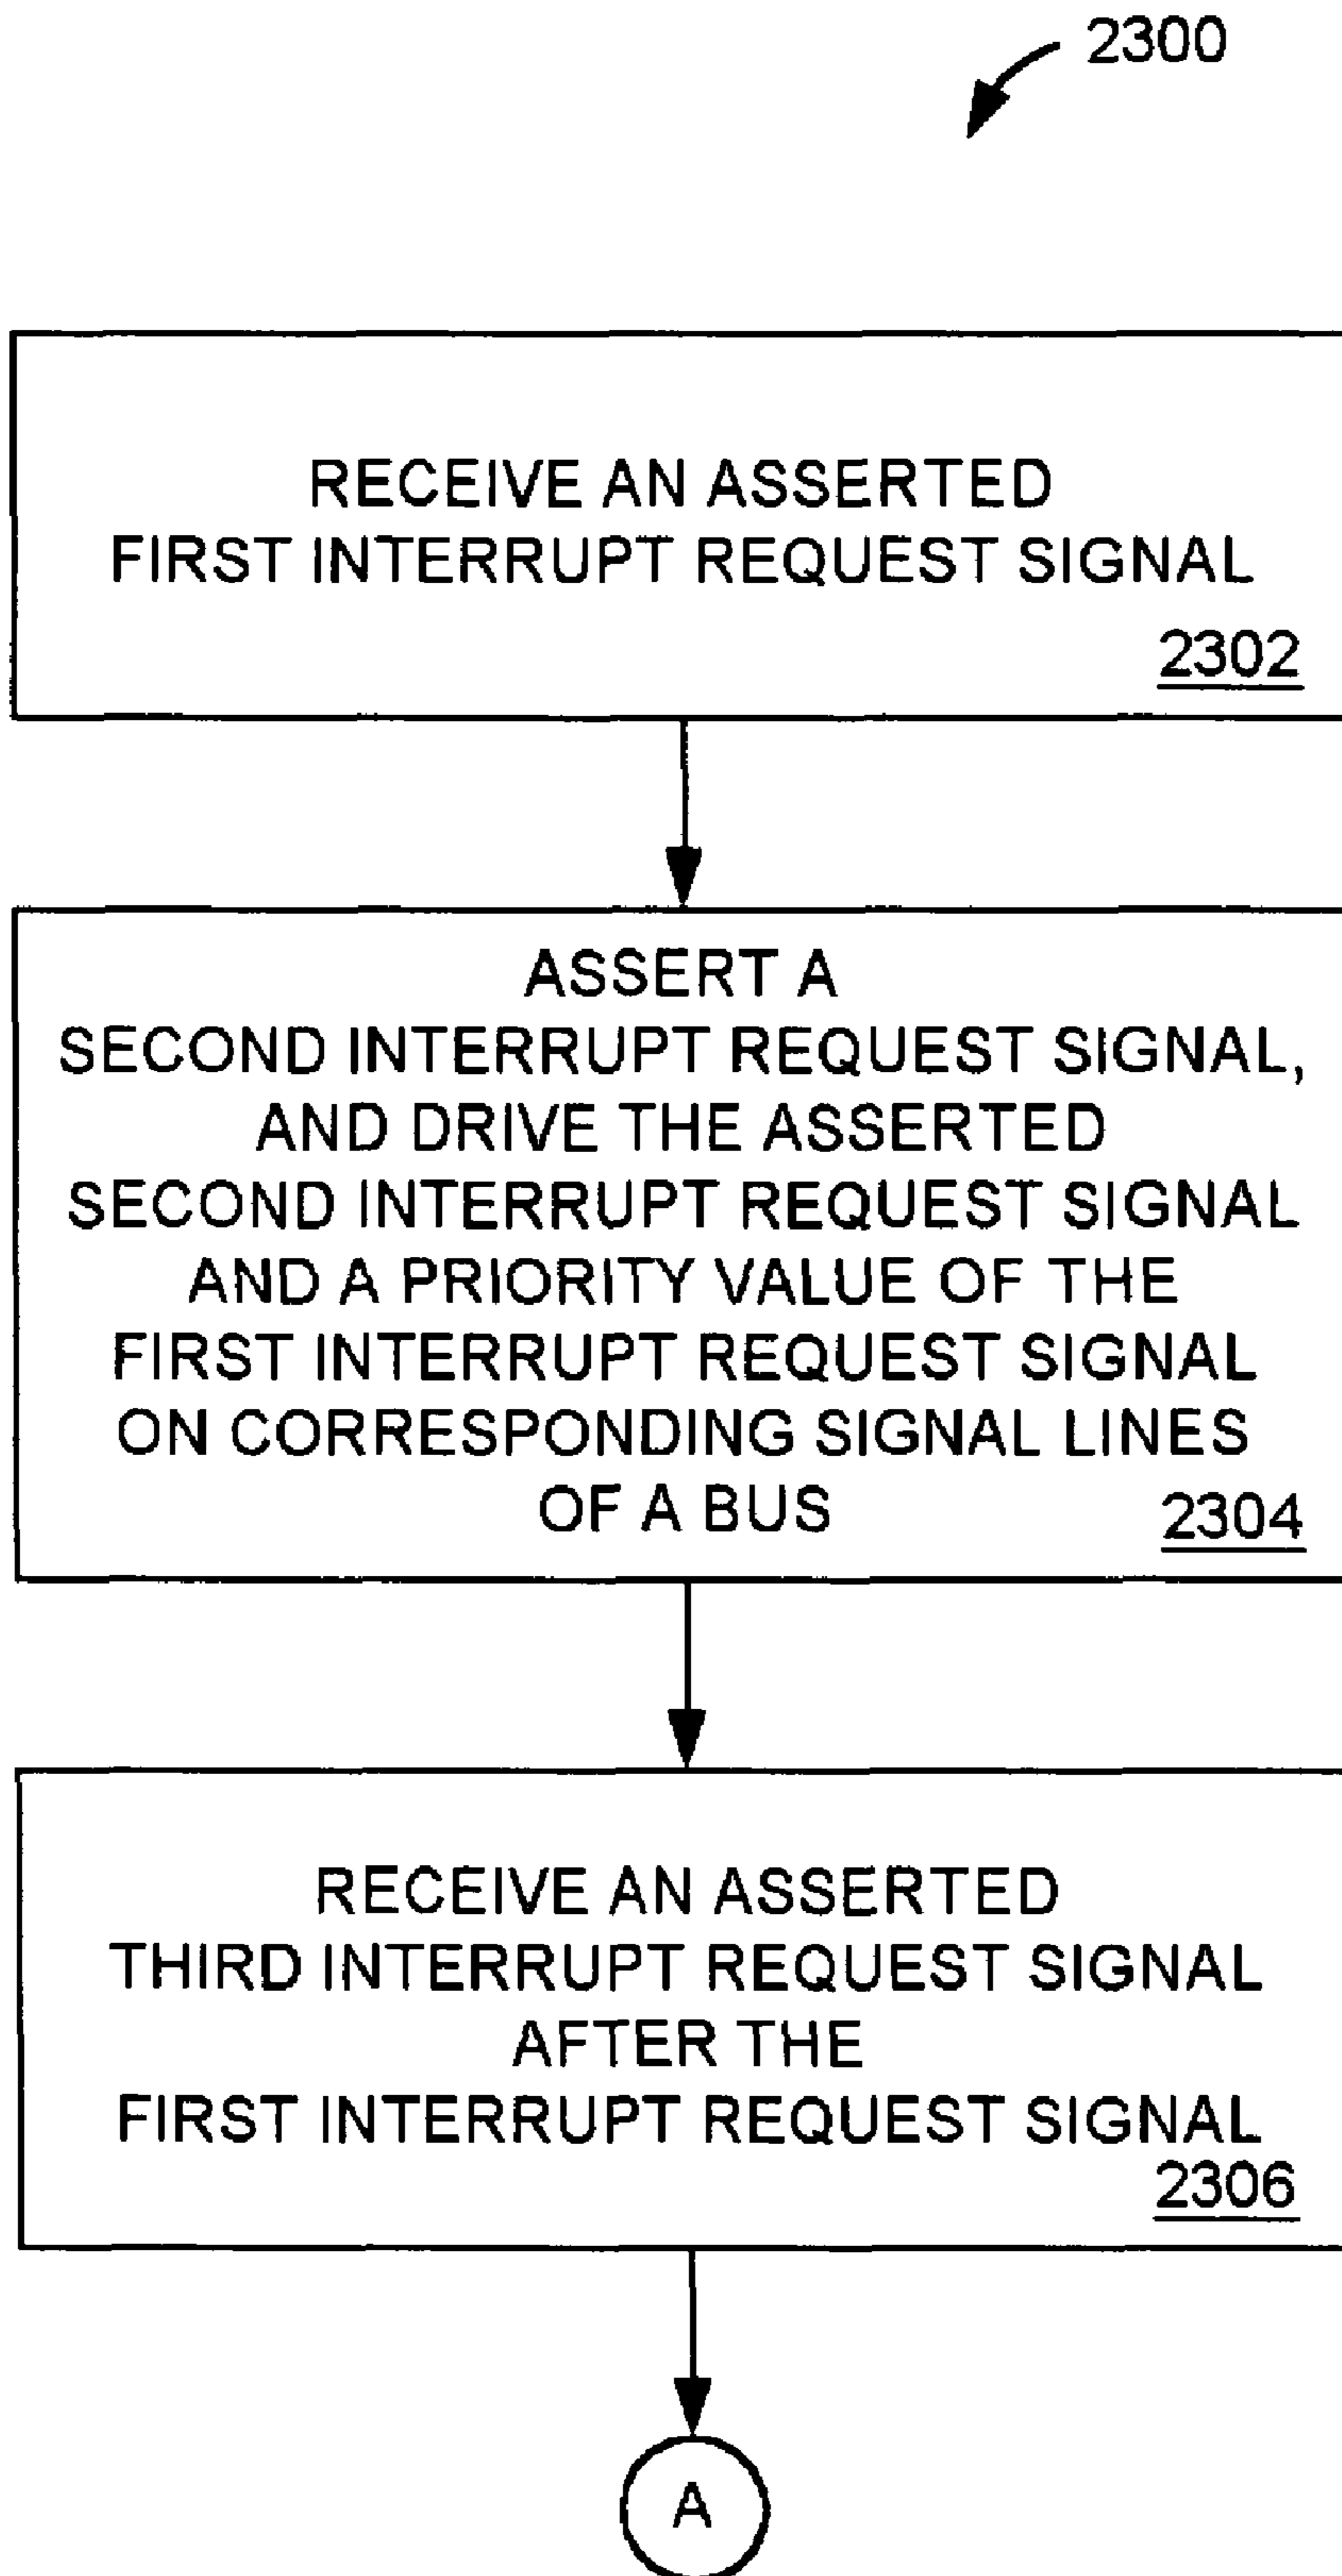 2300
RECEIVE AN ASSERTED
FIRST INTERRUPT REQUEST SIGNAL
2302
ASSERT A
SECOND INTERRUPT REQUEST SIGNAL,
AND DRIVE THE ASSERTED
SECOND INTERRUPT REQUEST SIGNAL
AND A PRIORITY VALUE OF THE
FIRST INTERRUPT REQUEST SIGNAL
ON CORRESPONDING SIGNAL LINES
OF A BUS
2304
RECEIVE AN ASSERTED
THIRD INTERRUPT REQUEST SIGNAL
AFTER THE
FIRST INTERRUPT REQUEST SIGNAL
2306
A